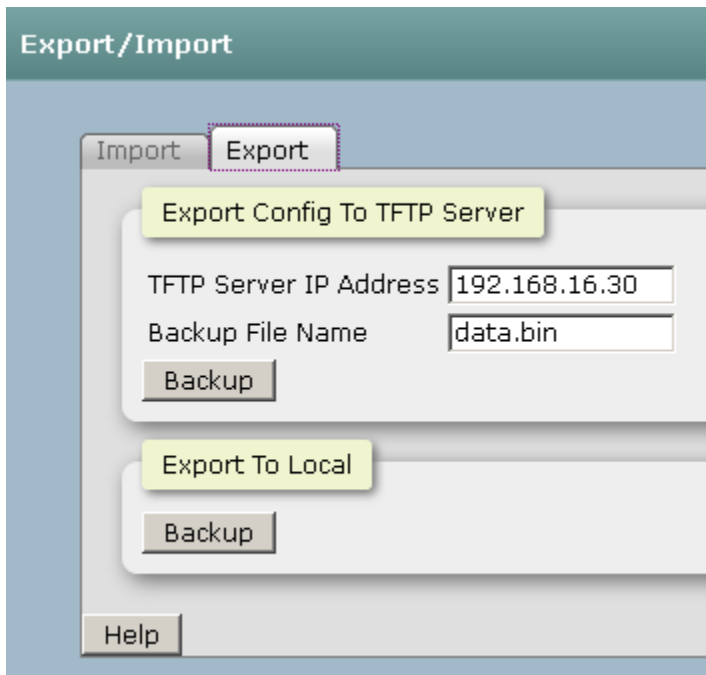 Export/Import
Import Export
Export Config To TFTP Server
TFTP Server IP Address 192.168.16.30
Backup File Name data.bin
Backup
Export To Local
Backup
Help